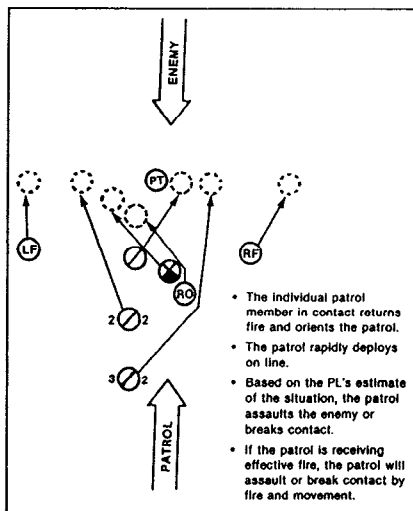 ENEMY
PT
LF
RF
RO
2 2
3 2
PATROL
• The individual patrol
member in contact returns
fire and orients the patrol.
• The patrol rapidly deploys
on line.
• Based on the PL's estimate
of the situation, the patrol
assaults the enemy or
breaks contact.
• If the patrol is receiving
effective fire, the patrol will
assault or break contact by
fire and movement.